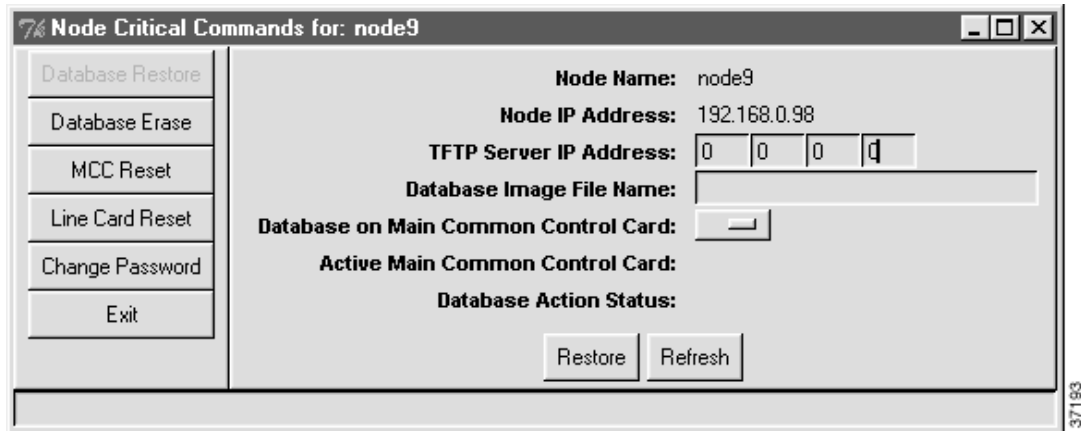 Node Critical Commands for: node9
Database Restore
Database Erase
MCC Reset
Line Card Reset
Change Password
Exit
Node Name: node9
Node IP Address: 192.168.0.98
TFTP Server IP Address: 0 0 0 0
Database Image File Name:
Database on Main Common Control Card:
Active Main Common Control Card:
Database Action Status:
Restore Refresh
37193